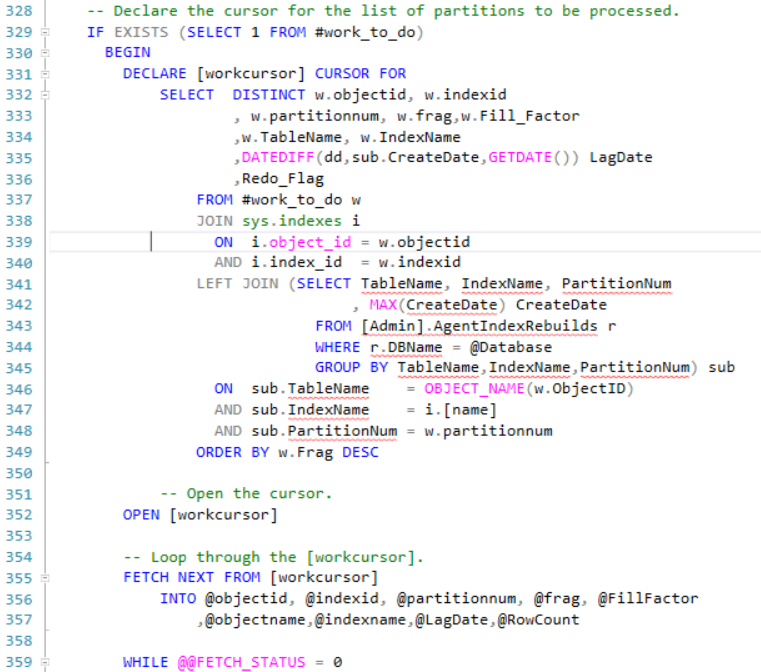 328 -- Declare the cursor for the list of partitions to be processed.
329 IF EXISTS (SELECT 1 FROM #work_to_do)
330 BEGIN
331 DECLARE [workcursor] CURSOR FOR
332 SELECT  DISTINCT w.objectid, w.indexid
333 , w.partitionnum, w.frag,w.Fill_Factor
334 ,w.TableName, w.IndexName
335 ,DATEDIFF(dd,sub.CreateDate,GETDATE()) LagDate
336 ,Redo_Flag
337 FROM #work_to_do w
338 JOIN sys.indexes i
339 ON  i.object_id = w.objectid
340 AND i.index_id  = w.indexid
341 LEFT JOIN (SELECT TableName, IndexName, PartitionNum
342 , MAX(CreateDate) CreateDate
343 FROM [Admin].AgentIndexRebuilds r
344 WHERE r.DBName = @Database
345 GROUP BY TableName,IndexName,PartitionNum) sub
346 ON  sub.TableName    = OBJECT_NAME(w.ObjectID)
347 AND sub.IndexName    = i.[name]
348 AND sub.PartitionNum = w.partitionnum
349 ORDER BY w.Frag DESC
350
351 -- Open the cursor.
352 OPEN [workcursor]
353
354 -- Loop through the [workcursor].
355 FETCH NEXT FROM [workcursor]
356 INTO @objectid, @indexid, @partitionnum, @frag, @FillFactor
357 ,@objectname,@indexname,@LagDate,@RowCount
358
359 WHILE @@FETCH_STATUS = 0